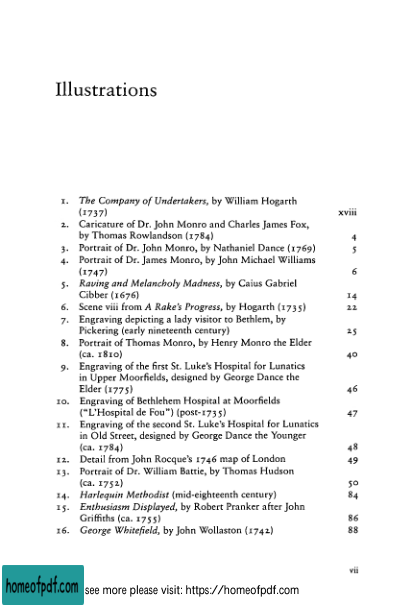 Illustrations
1. The Company of Undertakers, by William Hogarth
(1737) xviii
2. Caricature of Dr. John Monro and Charles James Fox,
by Thomas Rowlandson (1784) 4
3. Portrait of Dr. John Monro, by Nathaniel Dance (1769) 5
4. Portrait of Dr. James Monro, by John Michael Williams
(1747) 6
5. Raving and Melancholy Madness, by Caius Gabriel
Cibber (1676) 14
6. Scene viii from A Rake's Progress, by Hogarth (1735) 22
7. Engraving depicting a lady visitor to Bethlem, by
Pickering (early nineteenth century) 25
8. Portrait of Thomas Monro, by Henry Monro the Elder
(ca. 1810) 40
9. Engraving of the first St. Luke's Hospital for Lunatics
in Upper Moorfields, designed by George Dance the
Elder (1775) 46
10. Engraving of Bethlehem Hospital at Moorfields
("L'Hospital de Fou") (post-1735) 47
11. Engraving of the second St. Luke's Hospital for Lunatics
in Old Street, designed by George Dance the Younger
(ca. 1784) 48
12. Detail from John Rocque's 1746 map of London 49
13. Portrait of Dr. William Battie, by Thomas Hudson
(ca. 1752) 50
14. Harlequin Methodist (mid-eighteenth century) 84
15. Enthusiasm Displayed, by Robert Pranker after John
Griffiths (ca. 1755) 86
16. George Whitefield, by John Wollaston (1742) 88
vii
homeofpdf.com
see more please visit: https://homeofpdf.com